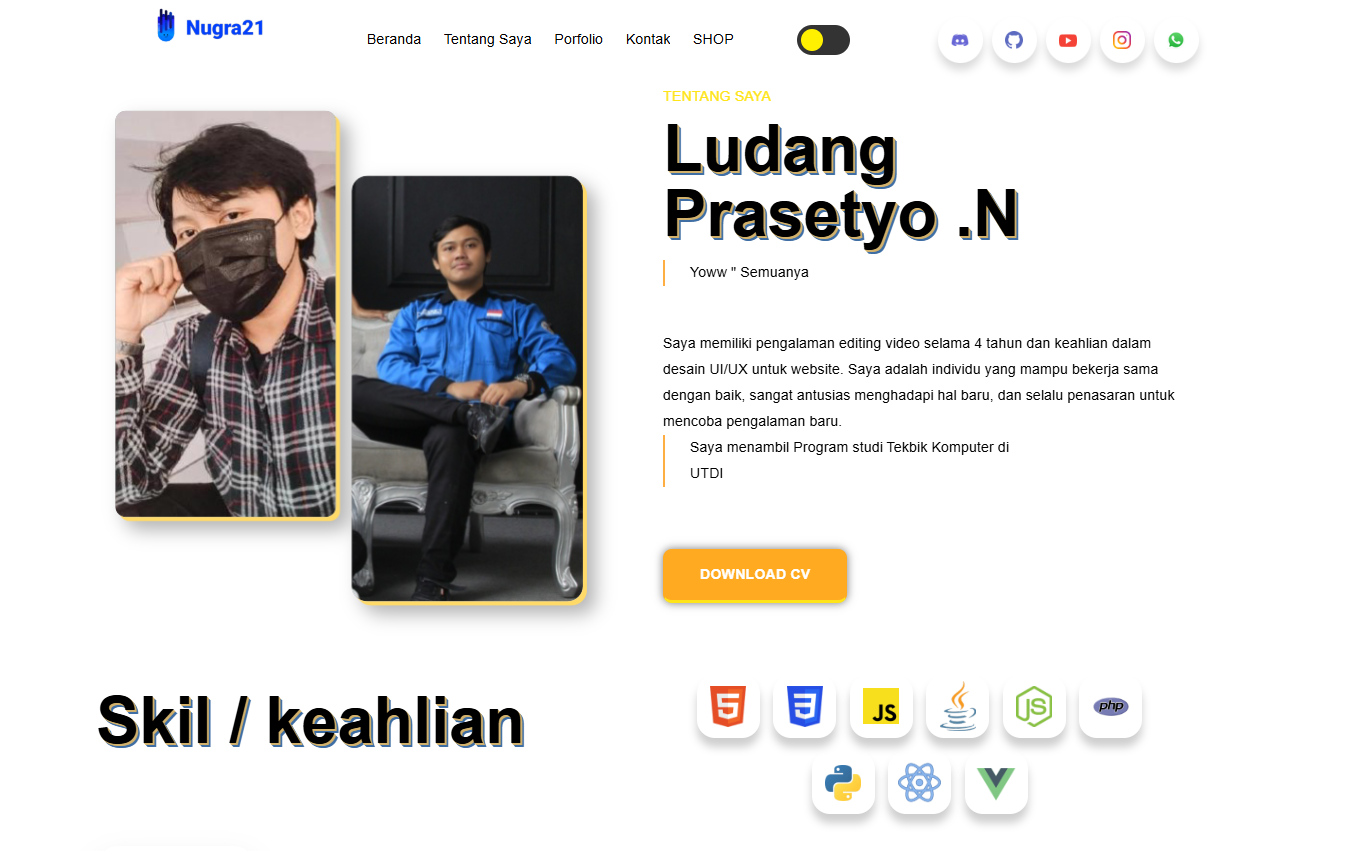 Nugra21
Beranda
Tentang Saya
Porfolio
Kontak
SHOP
TENTANG SAYA
Ludang
Prasetyo .N
Yoww " Semuanya
Saya memiliki pengalaman editing video selama 4 tahun dan keahlian dalam
desain UI/UX untuk website. Saya adalah individu yang mampu bekerja sama
dengan baik, sangat antusias menghadapi hal baru, dan selalu penasaran untuk
mencoba pengalaman baru.
Saya menambil Program studi Tekbik Komputer di
UTDI
DOWNLOAD CV
Skil / keahlian
5
3
JS
JS
php